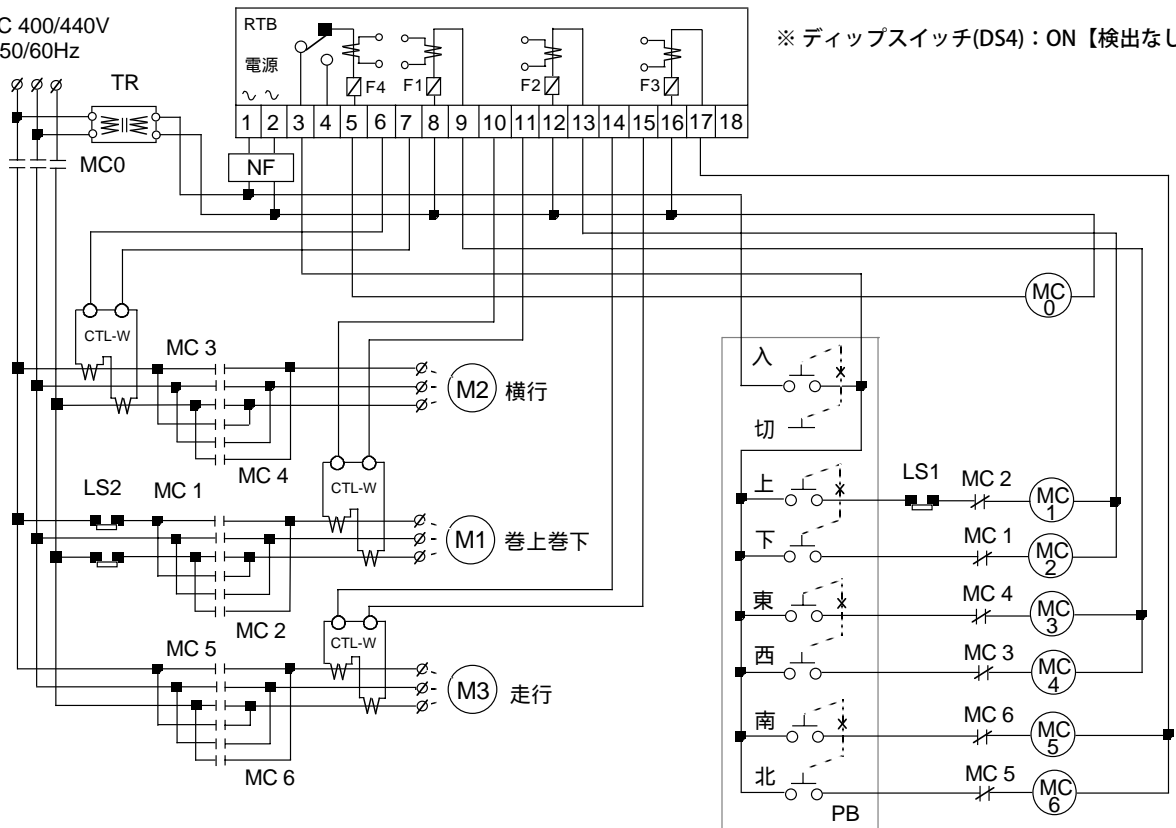 C 400/440V
50/60Hz
TR
MC0
RTB
電源
F4
F1
F2
F3
1 2 3 4 5 6 7 8 9 10 11 12 13 14 15 16 17 18
NF
※ ディップスイッチ(DS4)：ON【検出なし
CTL-W
MC 3
M2 横行
MC 4
LS2
MC 1
CTL-W
M1 巻上巻下
MC 2
MC 5
CTL-W
M3 走行
MC 6
MC
0
入
切
上
LS1
MC 2
MC
1
下
MC 1
MC
2
東
MC 4
MC
3
西
MC 3
MC
4
南
MC 6
MC
5
北
MC 5
MC
6
PB